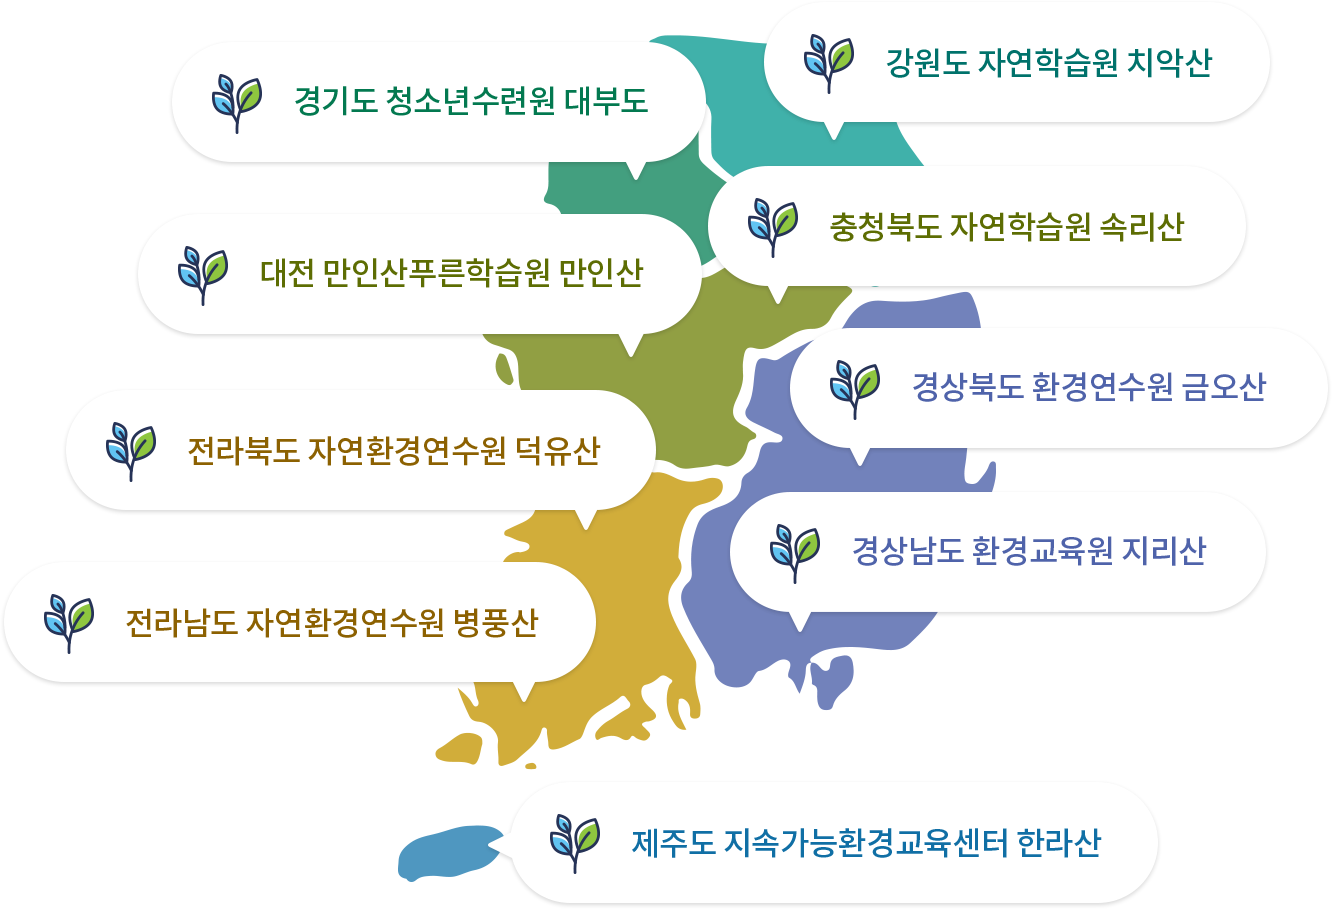 강원도 자연학습원 치악산
경기도 청소년수련원 대부도
충청북도 자연학습원 속리산
대전 만인산푸른학습원 만인산
경상북도 환경연수원 금오산
전라북도 자연환경연수원 덕유산
경상남도 환경교육원 지리산
전라남도 자연환경연수원 병풍산
제주도 지속가능환경교육센터 한라산